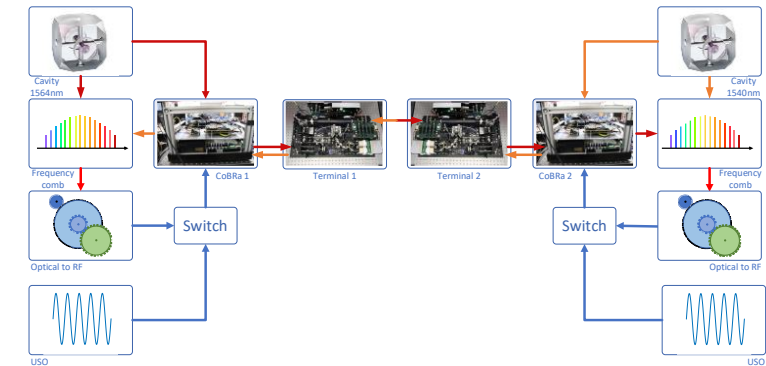 Cavity
1564nm
Cavity
1540nm
CoBRa 1
Terminal 1
Terminal 2
CoBRa 2
Frequency
comb
Frequency
comb
Switch
Switch
Optical to RF
Optical to RF
USO
USO